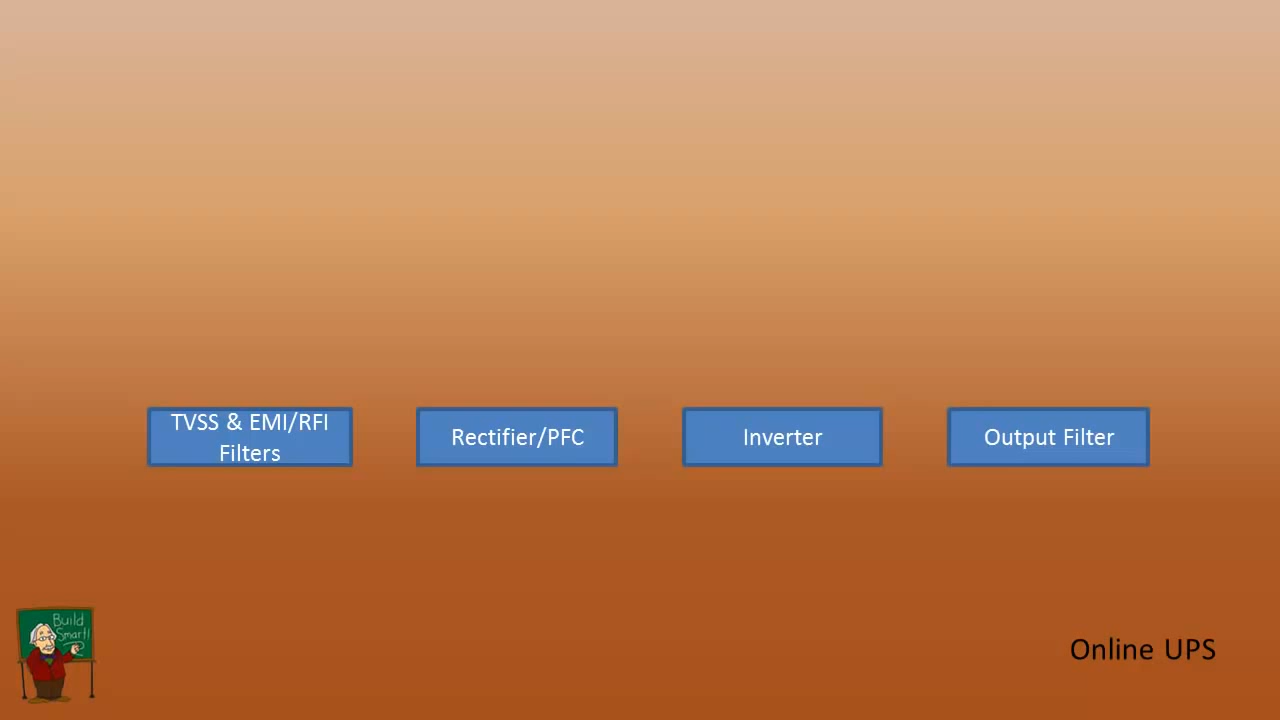 TVSS & EMI/RFI
Filters
Rectifier/PFC
Inverter
Output Filter
Build
Smart!
Online UPS